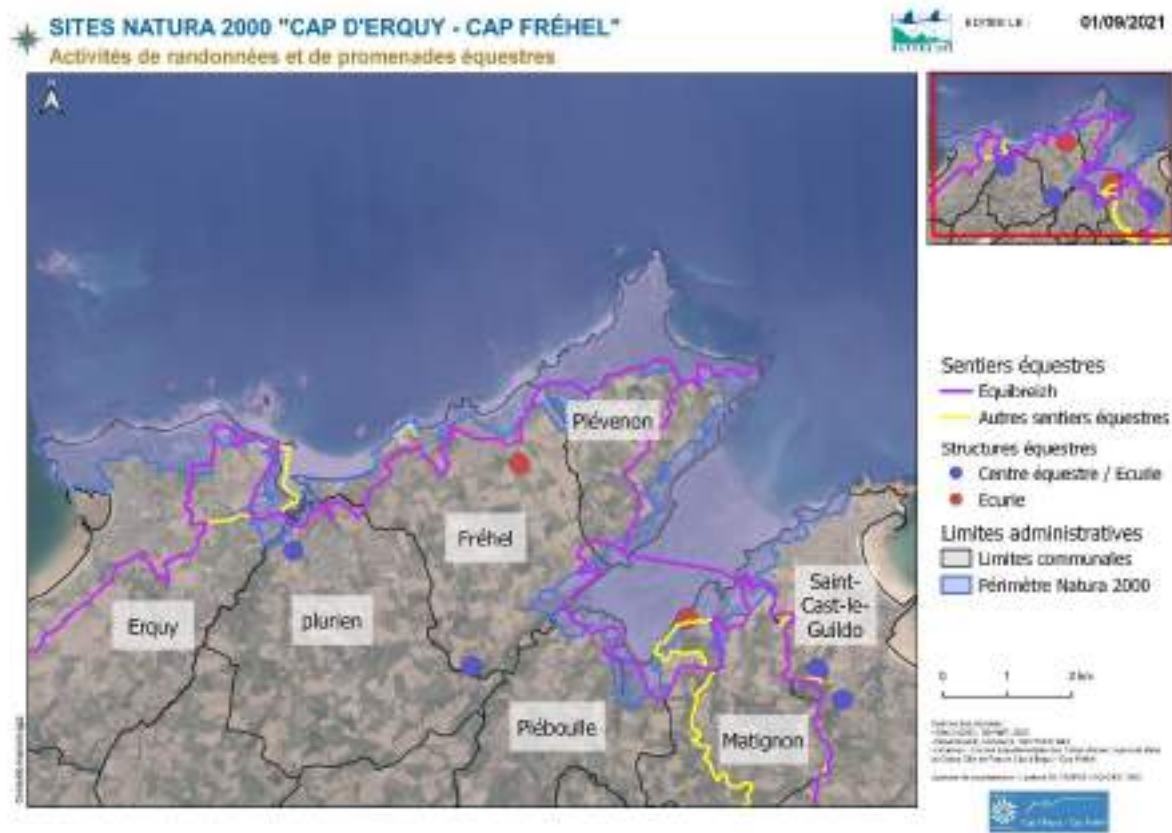 SITES NATURA 2000 "CAP D'ERQUY - CAP FRÉHEL"
Activités de randonnées et de promenades équestres
01/09/2021
Plévenon
Fréhel
Saint-
Cast-le-
Guildo
Erquy
plurien
Pléboulle
Matignon
Sentiers équestres
Equibreizh
Autres sentiers équestres
Structures équestres
Centre équestre / Ecurie
Ecurie
Limites administratives
Limites communales
Périmètre Natura 2000
0 1 2 km